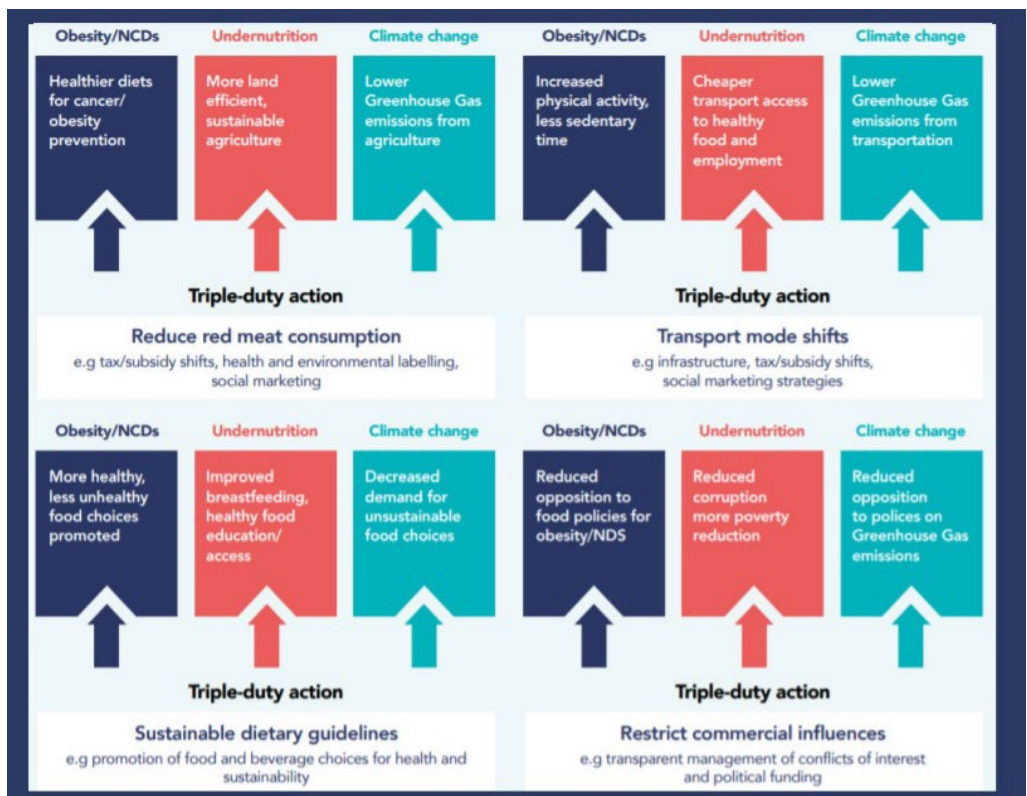 Obesity/NCDs
Undernutrition
Climate change
Healthier diets
for cancer/
obesity
prevention
More land
efficient,
sustainable
agriculture
Lower
Greenhouse Gas
emissions from
agriculture
Triple-duty action
Reduce red meat consumption
e.g tax/subsidy shifts, health and environmental labelling,
social marketing
Obesity/NCDs
Undernutrition
Climate change
Increased
physical activity,
less sedentary
time
Cheaper
transport access
to healthy
food and
employment
Lower
Greenhouse Gas
emissions from
transportation
Triple-duty action
Transport mode shifts
e.g infrastructure, tax/subsidy shifts,
social marketing strategies
Obesity/NCDs
Undernutrition
Climate change
More healthy,
less unhealthy
food choices
promoted
Improved
breastfeeding,
healthy food
education/
access
Decreased
demand for
unsustainable
food choices
Triple-duty action
Sustainable dietary guidelines
e.g promotion of food and beverage choices for health and
sustainability
Obesity/NCDs
Undernutrition
Climate change
Reduced
opposition to
food policies for
obesity/NDS
Reduced
corruption
more poverty
reduction
Reduced
opposition
to polices on
Greenhouse Gas
emissions
Triple-duty action
Restrict commercial influences
e.g transparent management of conflicts of interest
and political funding